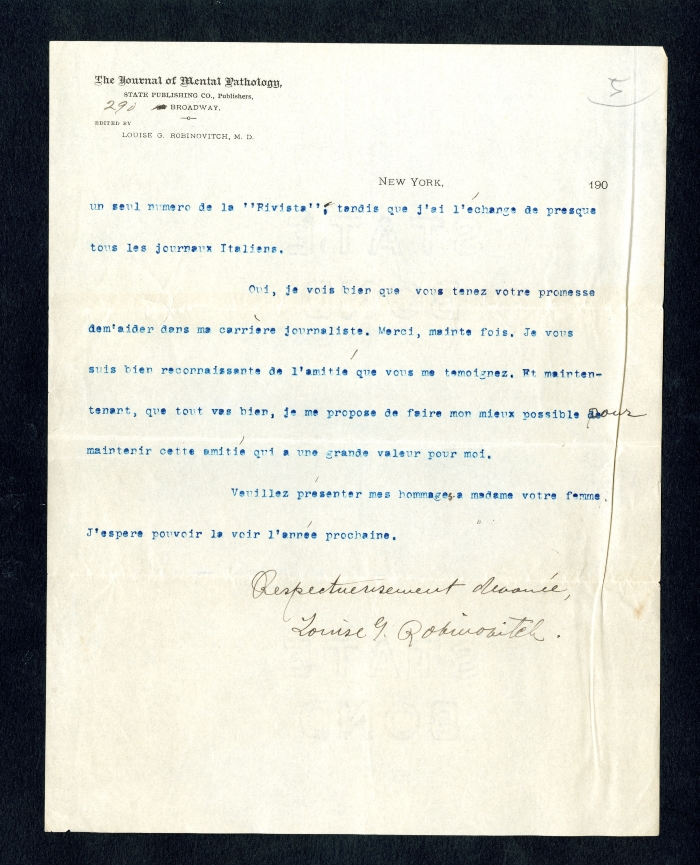 The Journal of Mental Pathology,
STATE PUBLISHING CO., Publishers,
290 BROADWAY.
EDITED BY
LOUISE G. ROBINOVITCH, M. D.
5
NEW YORK, 190
un seul numero de la ''Rivista'', tandis que j'ai l'échange de presque
tous les journaux Italiens.
Oui, je vois bien que vous tenez votre promesse
dem'aider dans ma carrière journaliste. Merci, mainte fois. Je vous
suis bien reconnaissante de l'amitié que vous me temoignez. Et mainten-
tenant, que tout vas bien, je me propose de faire mon mieux possible pour
maintenir cette amitié qui a une grande valeur pour moi.
Veuillez présenter mes hommages a madame votre femme.
J'espere pouvoir la voir l'année prochaine.
Respectueusement dévouée,
Louise G. Robinovitch.
STATE
BOND